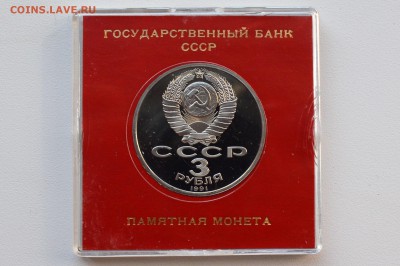 COINS.LAVE.RU
ГОСУДАРСТВЕННЫЙ БАНК
СССР
СССР
3
РУБЛЯ
1991
ПАМЯТНАЯ МОНЕТА